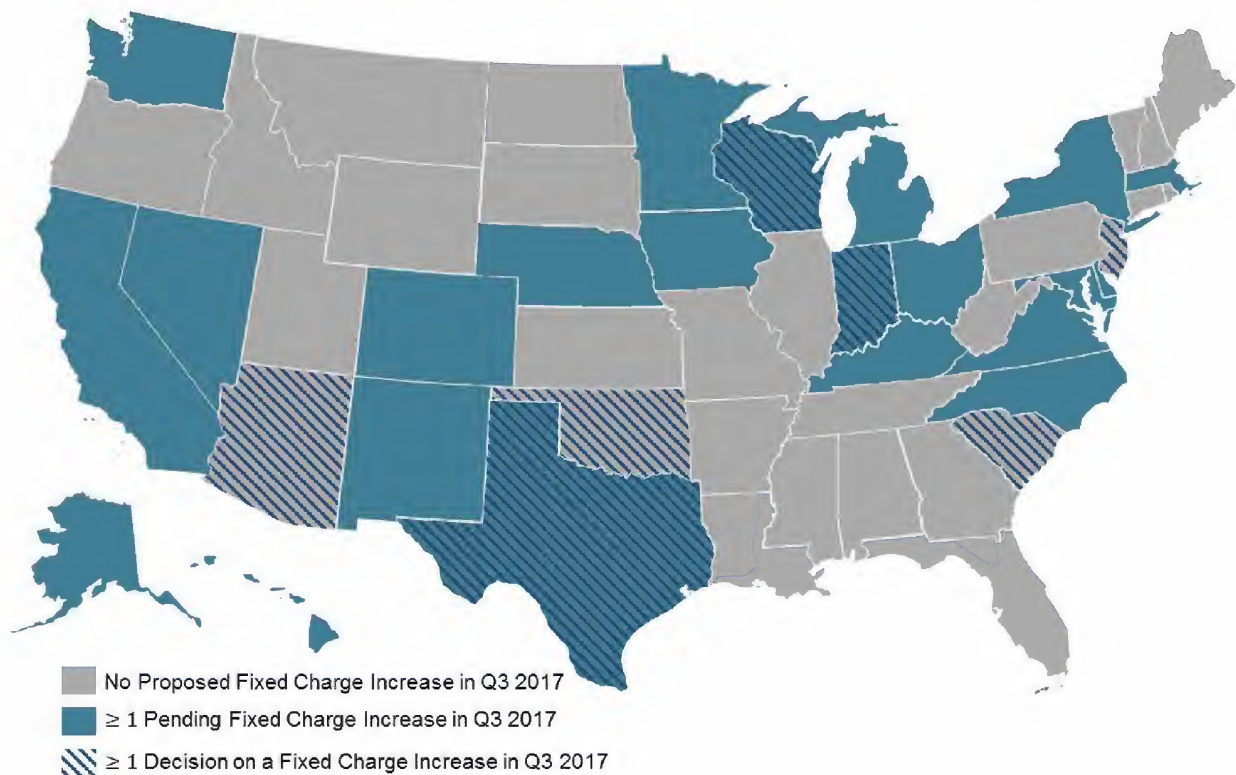 No Proposed Fixed Charge Increase in Q3 2017
≥ 1 Pending Fixed Charge Increase in Q3 2017
≥ 1 Decision on a Fixed Charge Increase in Q3 2017